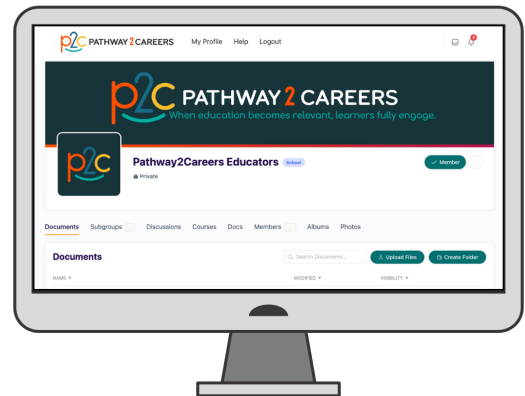 p2c PATHWAY 2 CAREERS My Profile Help Logout
p2c PATHWAY 2 CAREERS
When education becomes relevant, learners fully engage.
p2c
Pathway2Careers Educators School
Private
✓ Member
Documents Subgroups Discussions Courses Docs Members Albums Photos
Documents
Search Documents...
Upload Files
Create Folder
NAME MODIFIED VISIBILITY